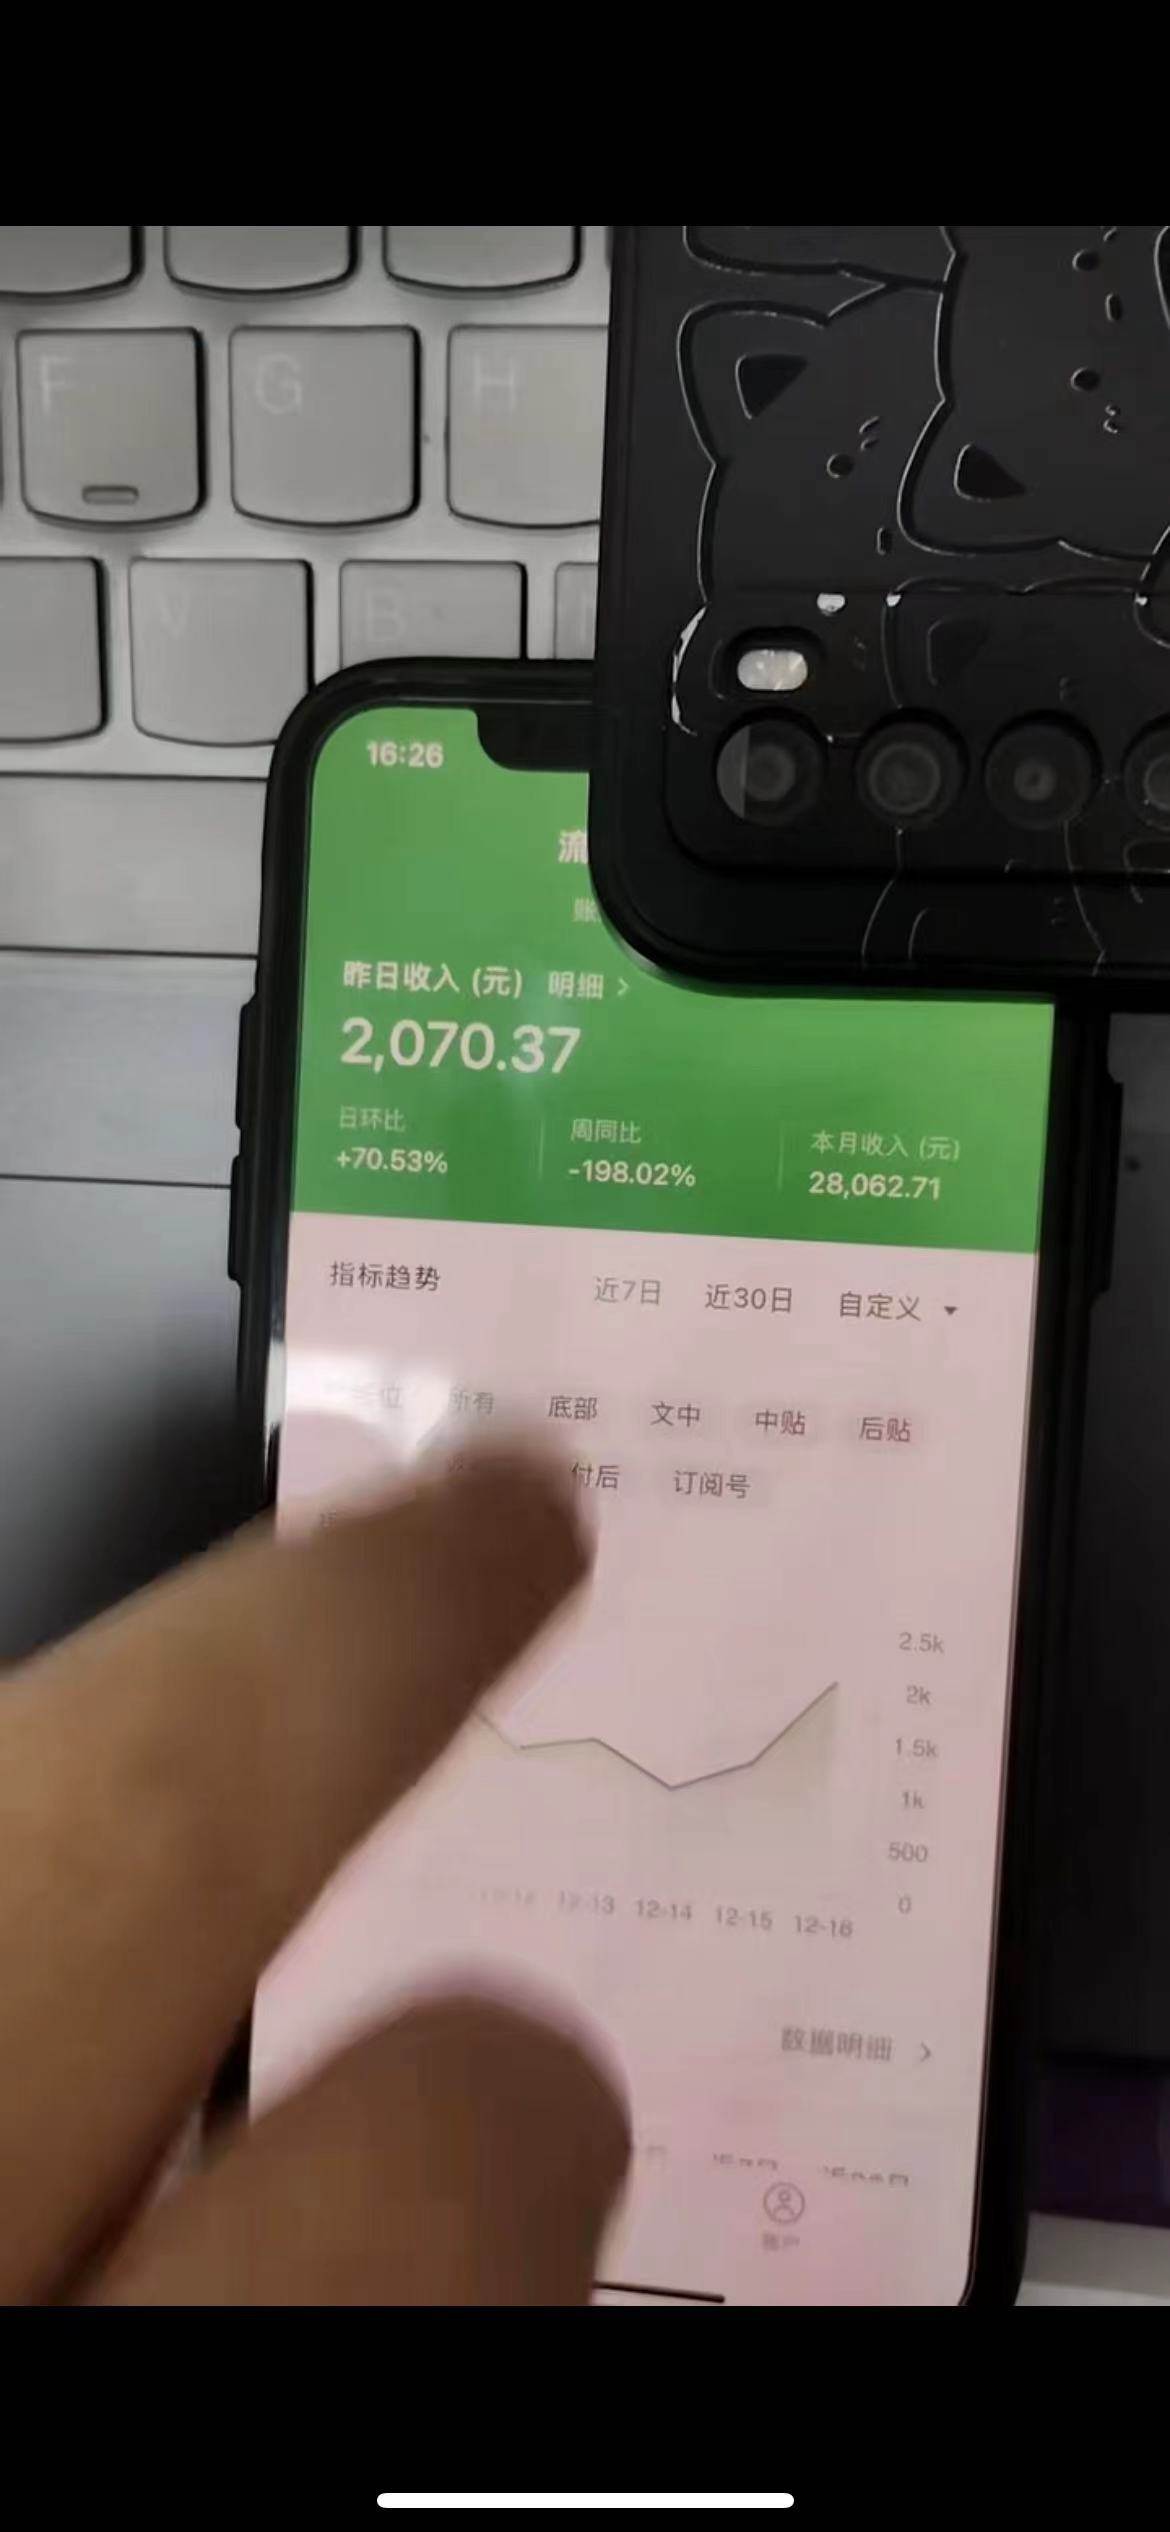 F G H
V B
16:26
流
账
昨日收入 (元) 明细 >
2,070.37
日环比 周同比 本月收入 (元)
+70.53% -198.02% 28,062.71
指标趋势 近7日 近30日 自定义
所有 底部 文中 中贴 后贴
付后 订阅号
2.5k
2k
1.5k
1k
500
0
12-13 12-14 12-15 12-16
数据明细 >
账户